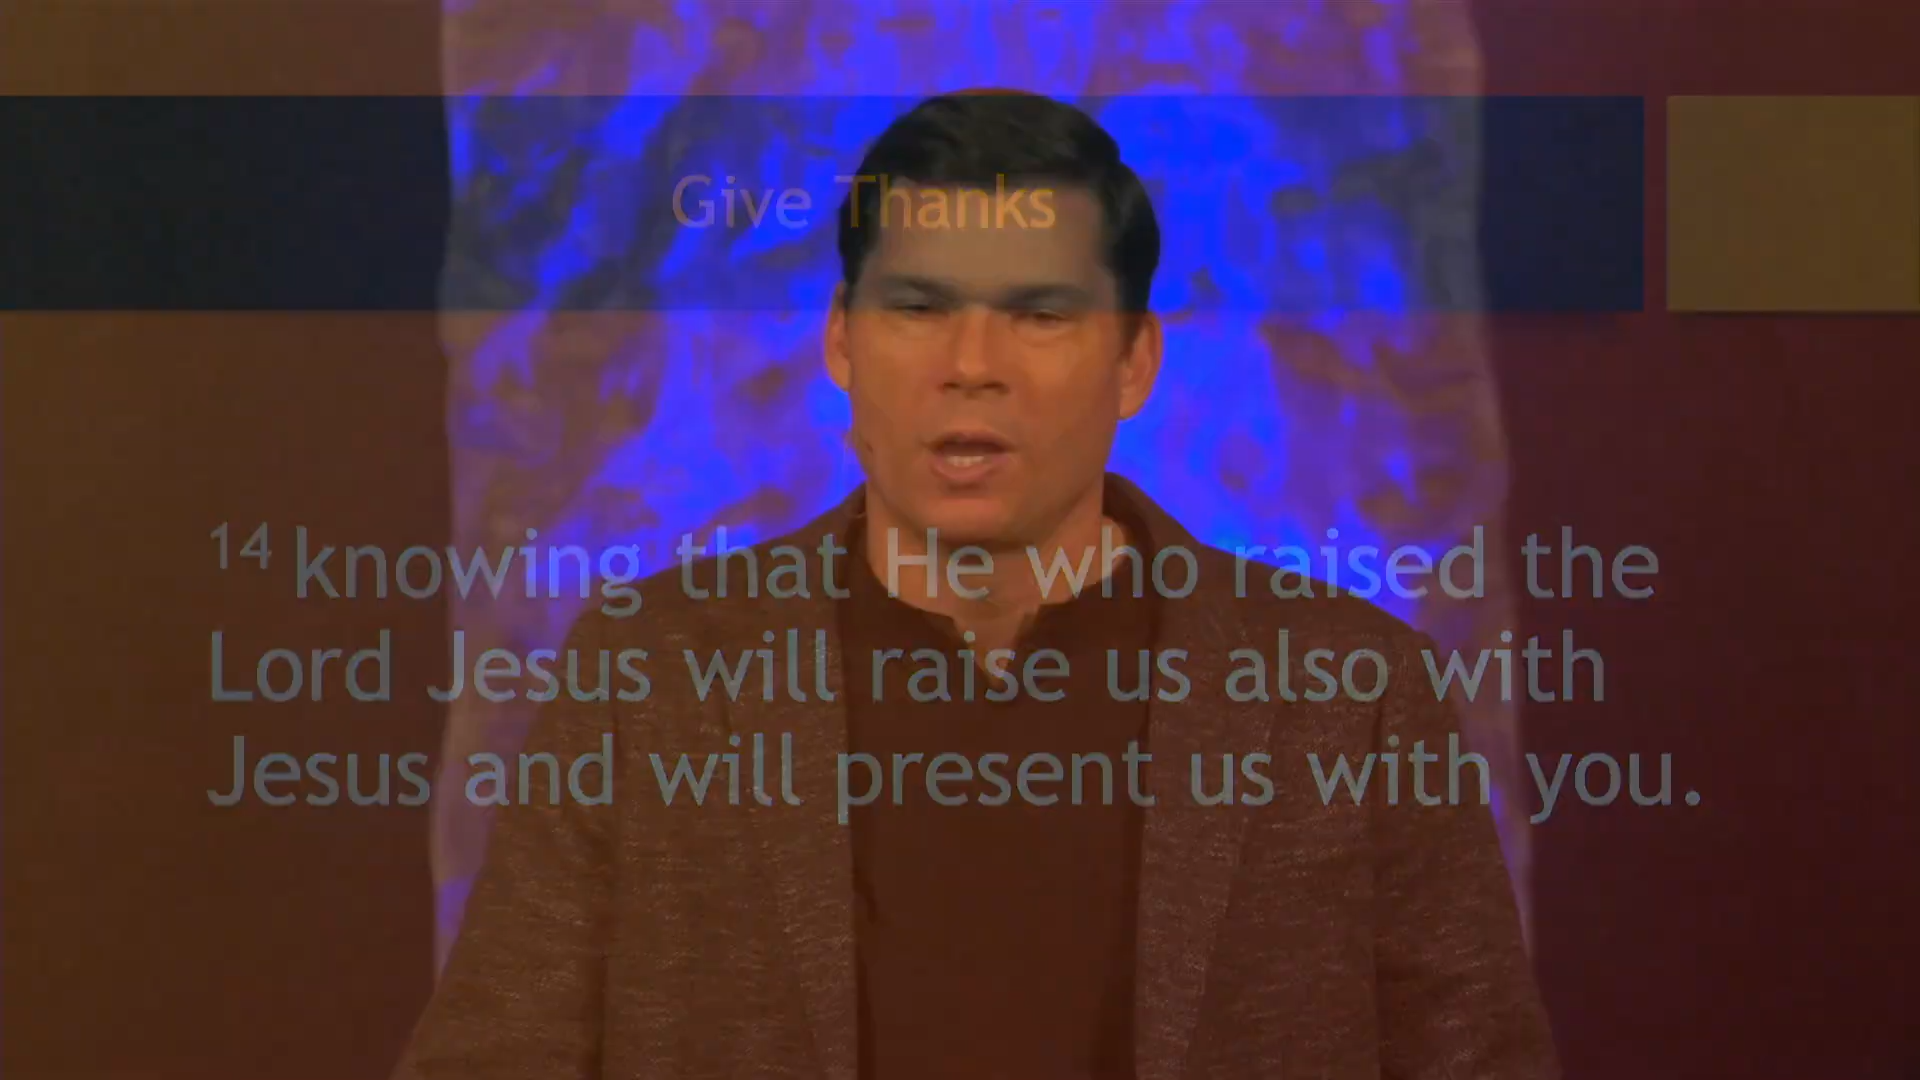 Give Thanks
14 knowing that He who raised the
Lord Jesus will raise us also with
Jesus and will present us with you.